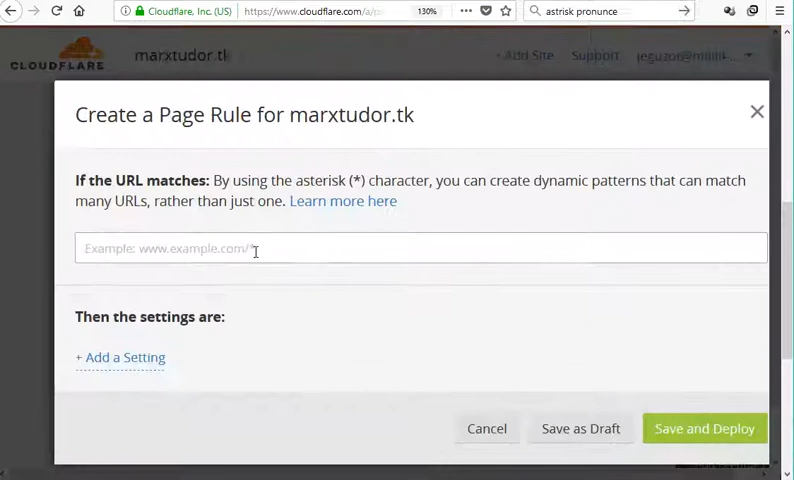 Cloudflare, Inc. (US) https://www.cloudflare.com/a/p 130% astrisk pronunce
CLOUDFLARE marxtudor.tk + Add Site Support
Create a Page Rule for marxtudor.tk
If the URL matches: By using the asterisk (*) character, you can create dynamic patterns that can match
many URLs, rather than just one. Learn more here
Example: www.example.com/*
Then the settings are:
+ Add a Setting
Cancel Save as Draft Save and Deploy